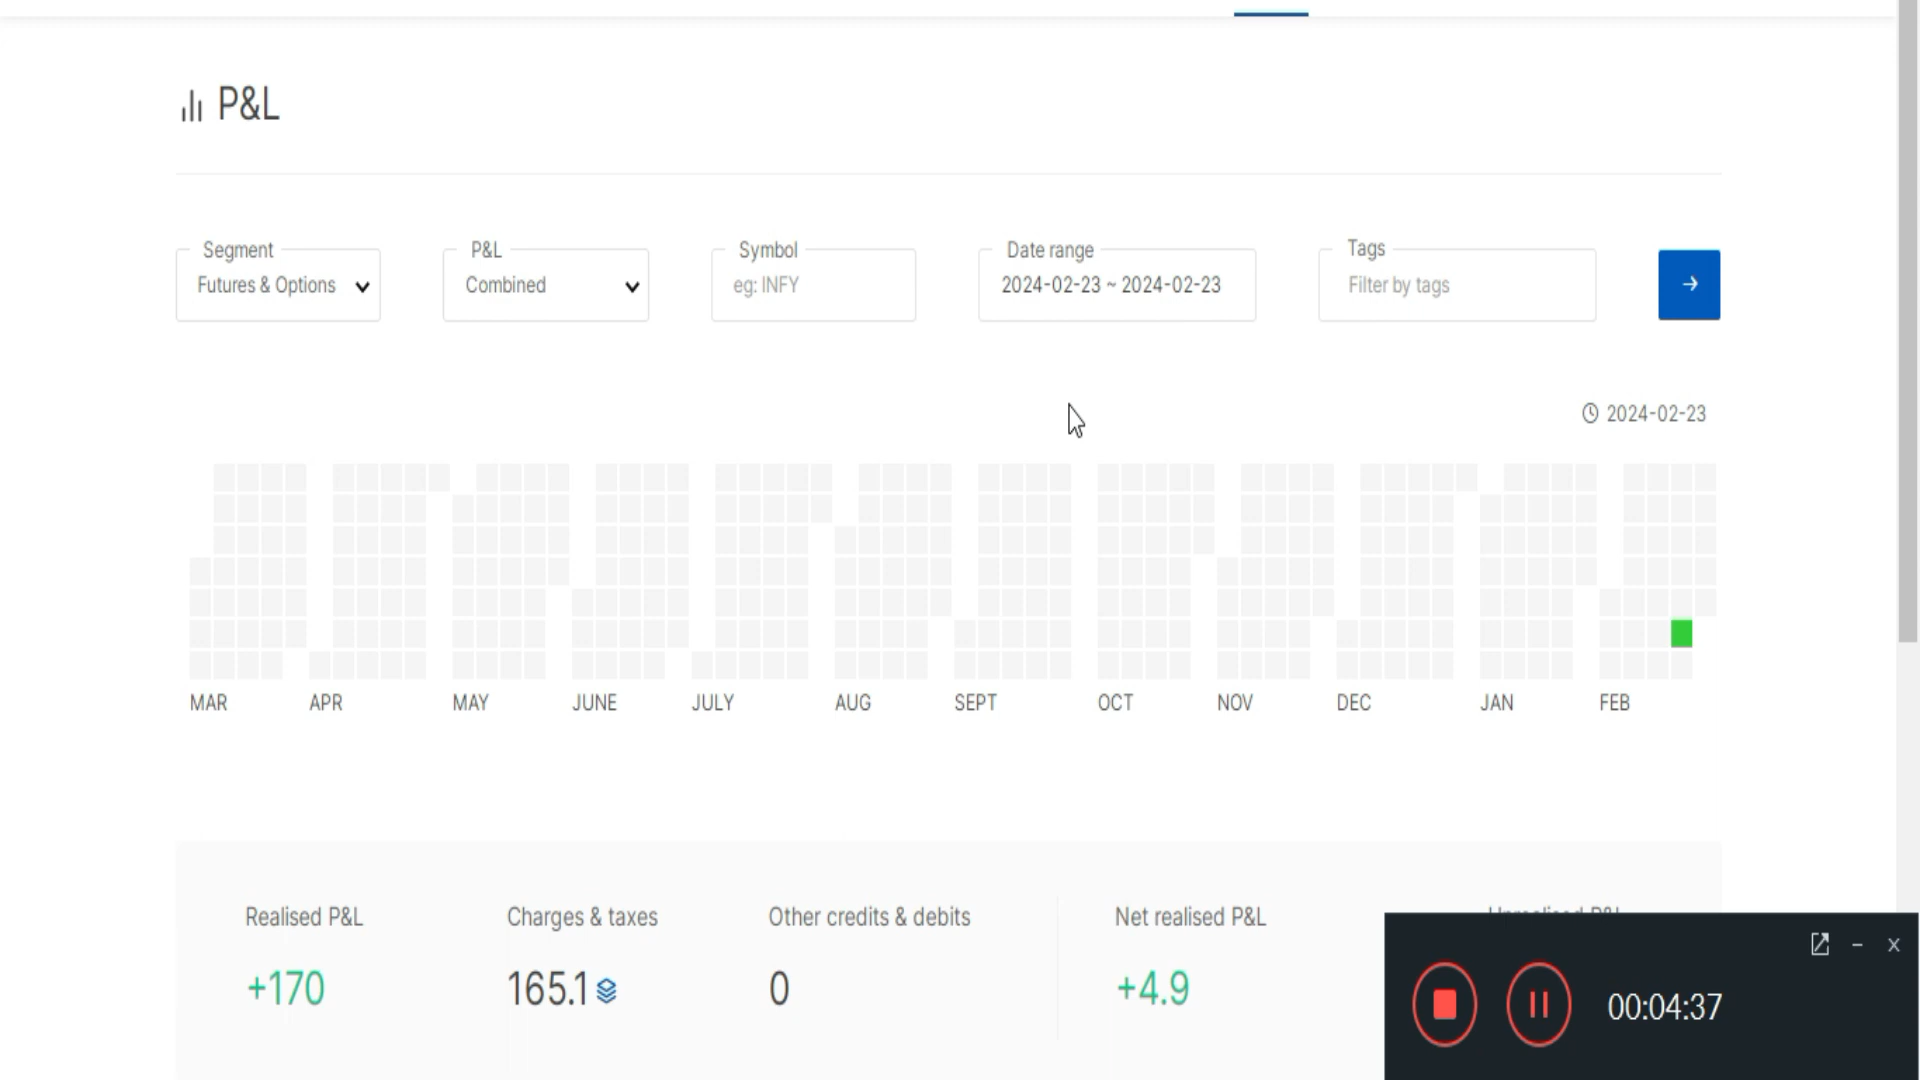 P&L
Segment
Futures & Options
P&L
Combined
Symbol
eg: INFY
Date range
2024-02-23 ~ 2024-02-23
Tags
Filter by tags
2024-02-23
MAR APR MAY JUNE JULY AUG SEPT OCT NOV DEC JAN FEB
Realised P&L
+170
Charges & taxes
165.1
Other credits & debits
0
Net realised P&L
+4.9
00:04:37